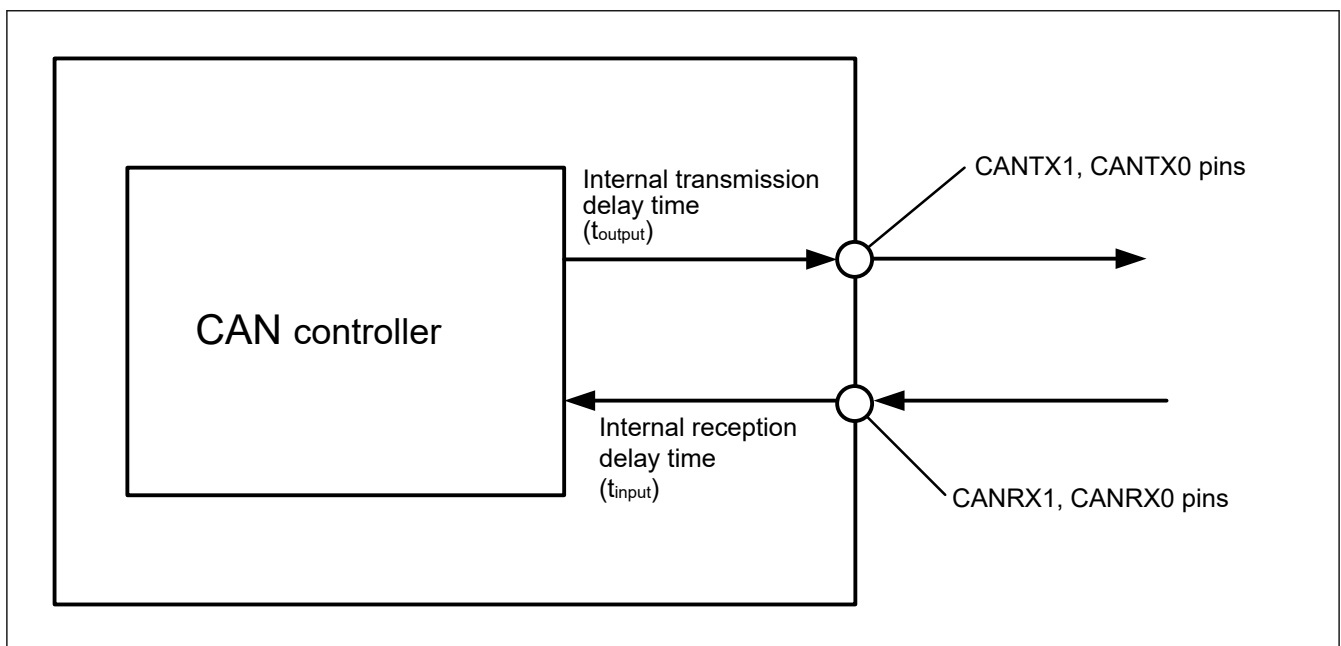 CAN controller
Internal transmission
delay time
(toutput)
CANTX1, CANTX0 pins
Internal reception
delay time
(tinput)
CANRX1, CANRX0 pins